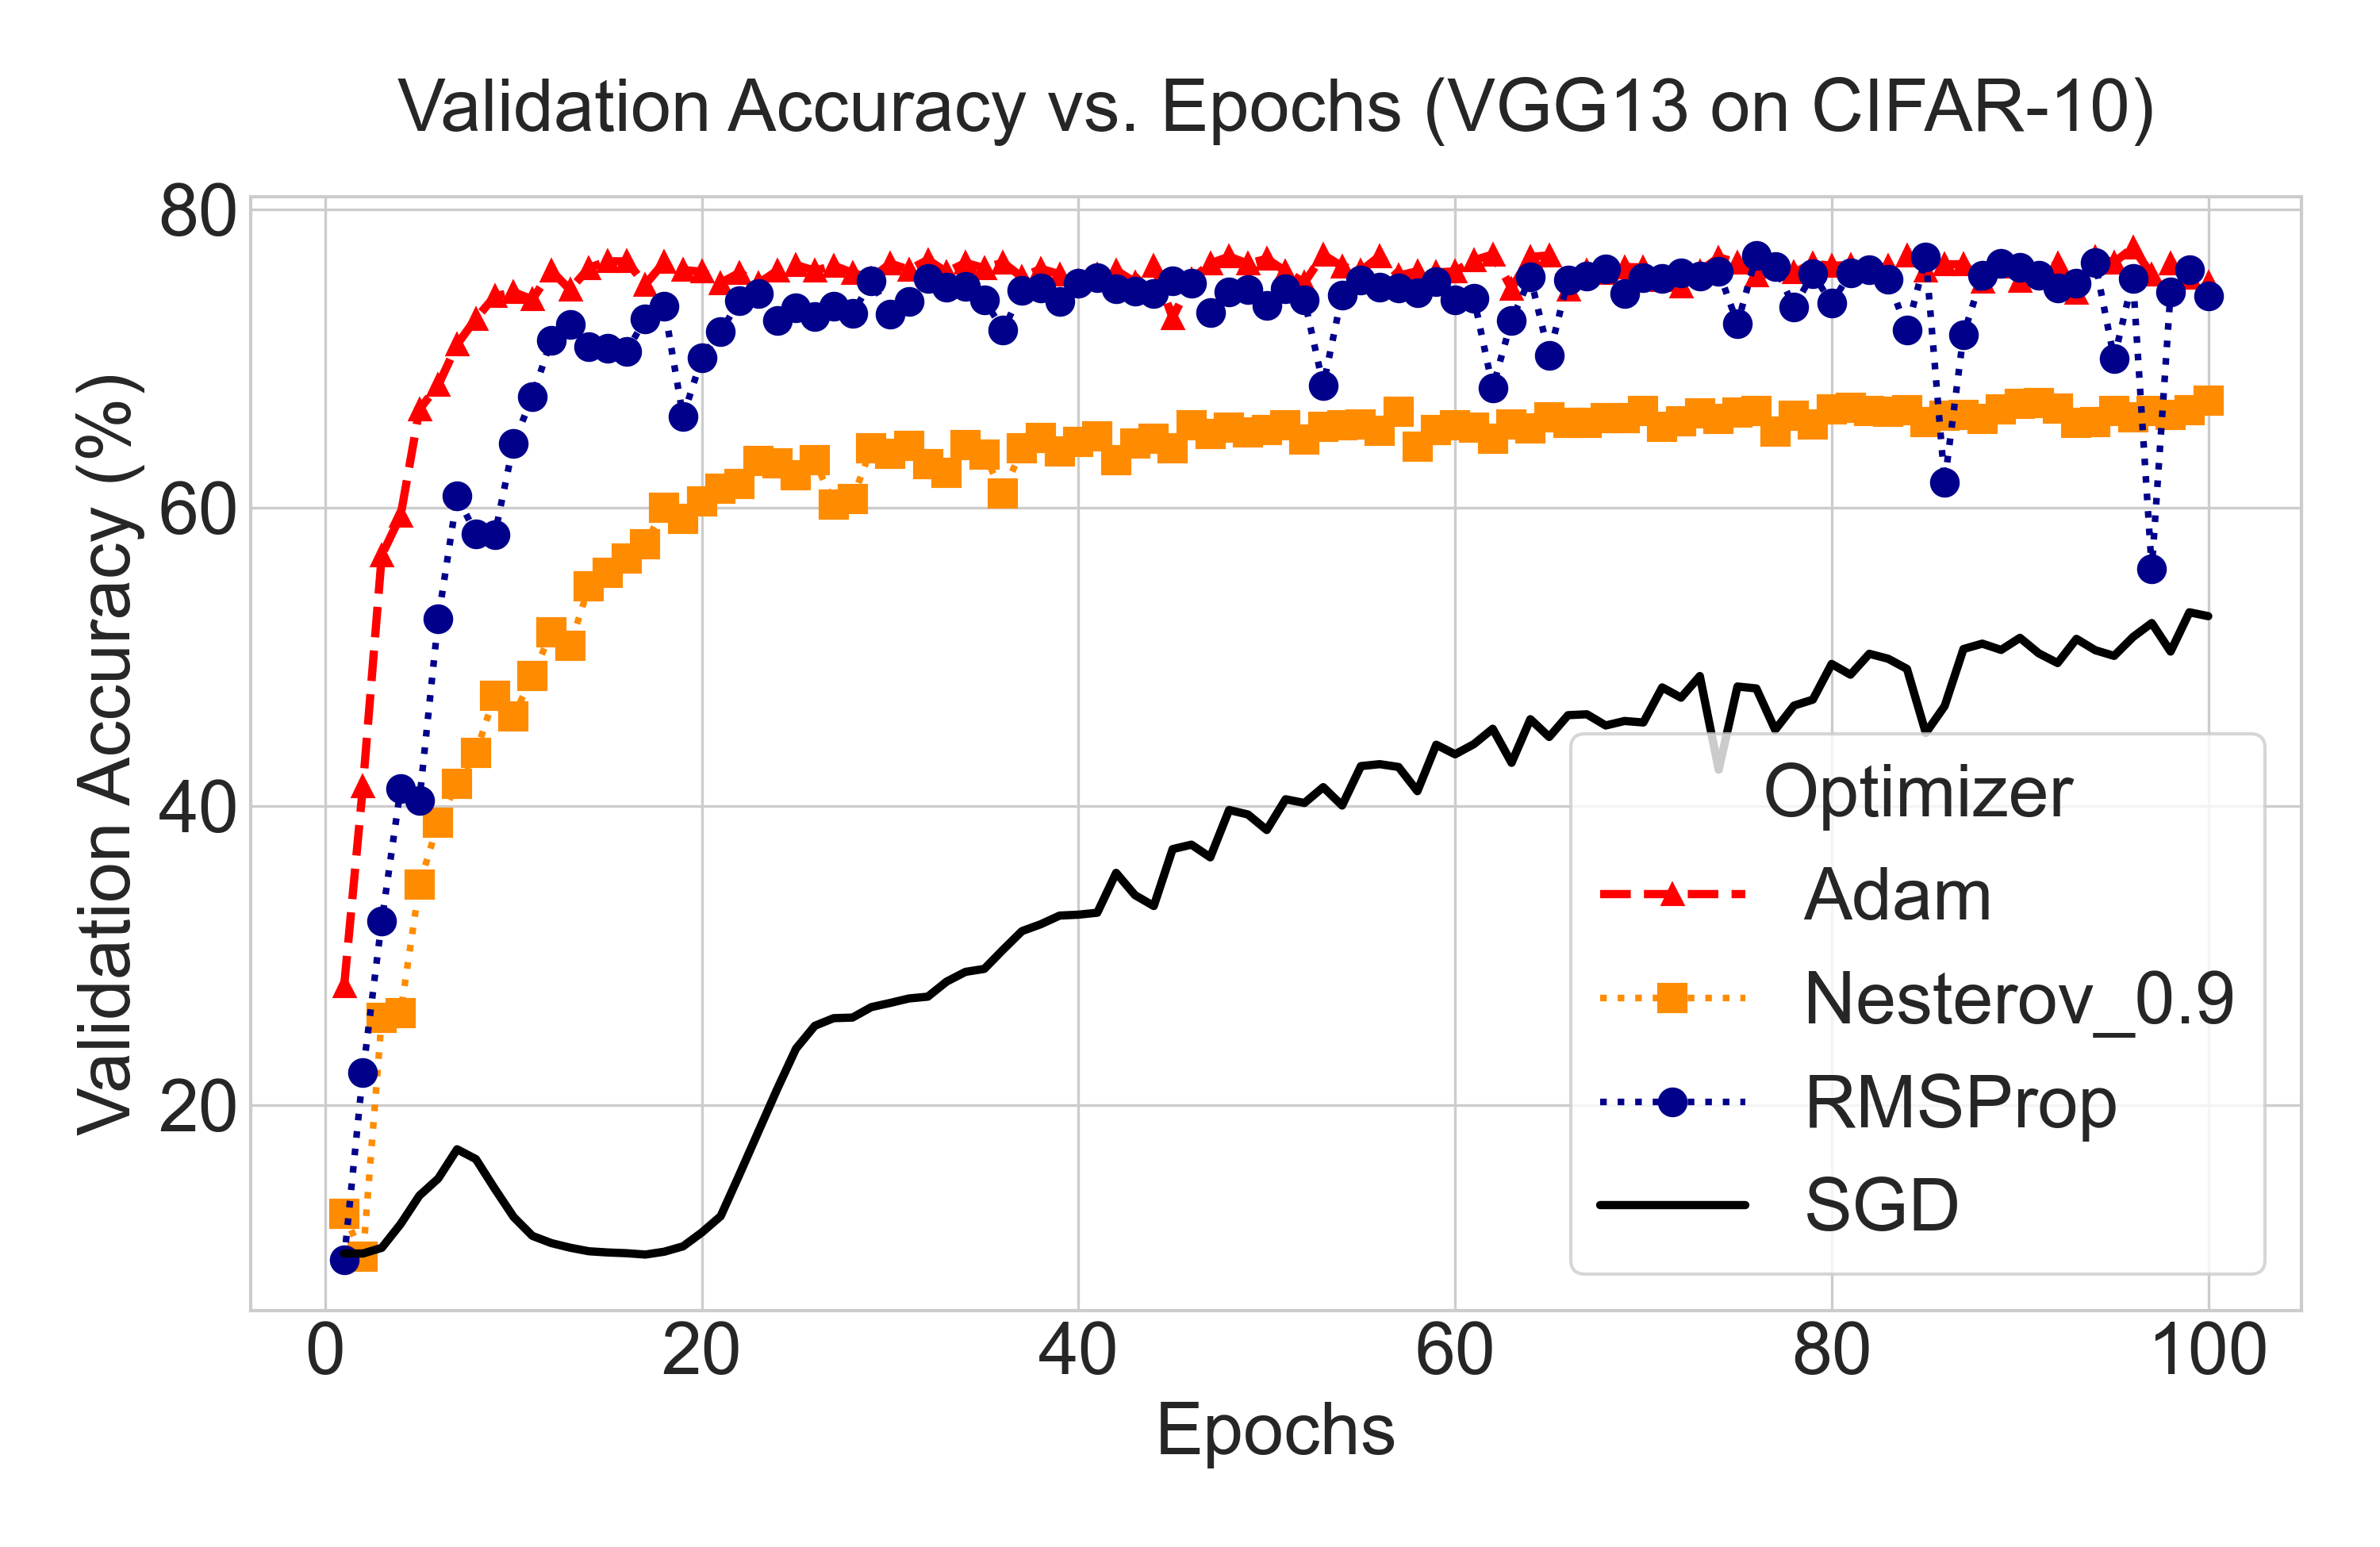 Validation Accuracy vs. Epochs (VGG13 on CIFAR-10)
Validation Accuracy (%)
80
60
40
20
0
20
40
60
80
100
Epochs
Optimizer
Adam
Nesterov_0.9
RMSProp
SGD